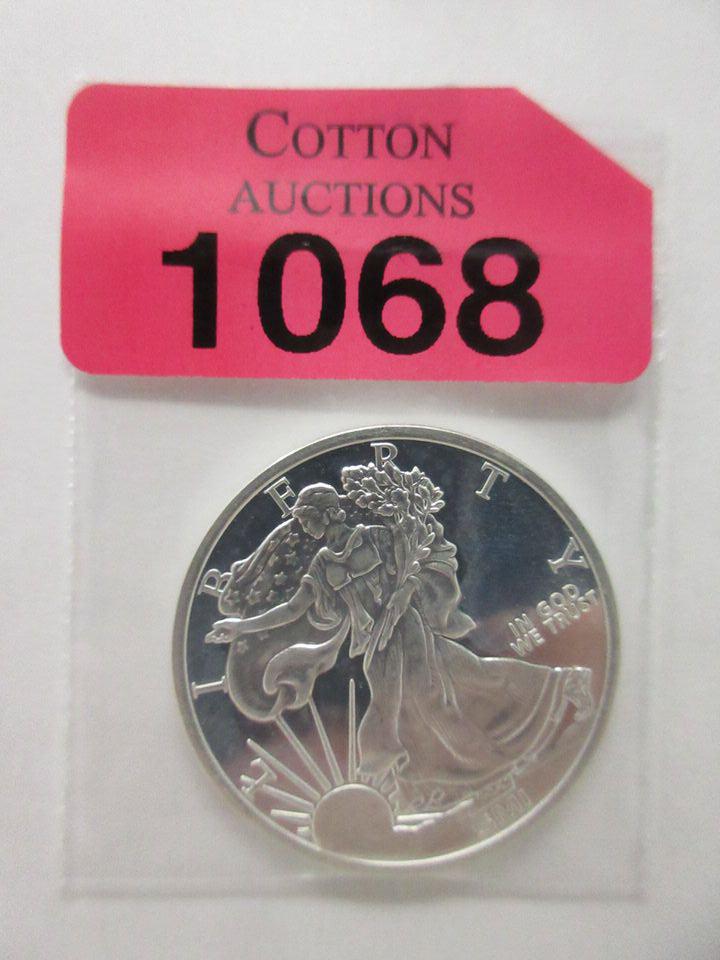 COTTON
AUCTIONS
1068
LIBERTY
IN GOD
WE TRUST